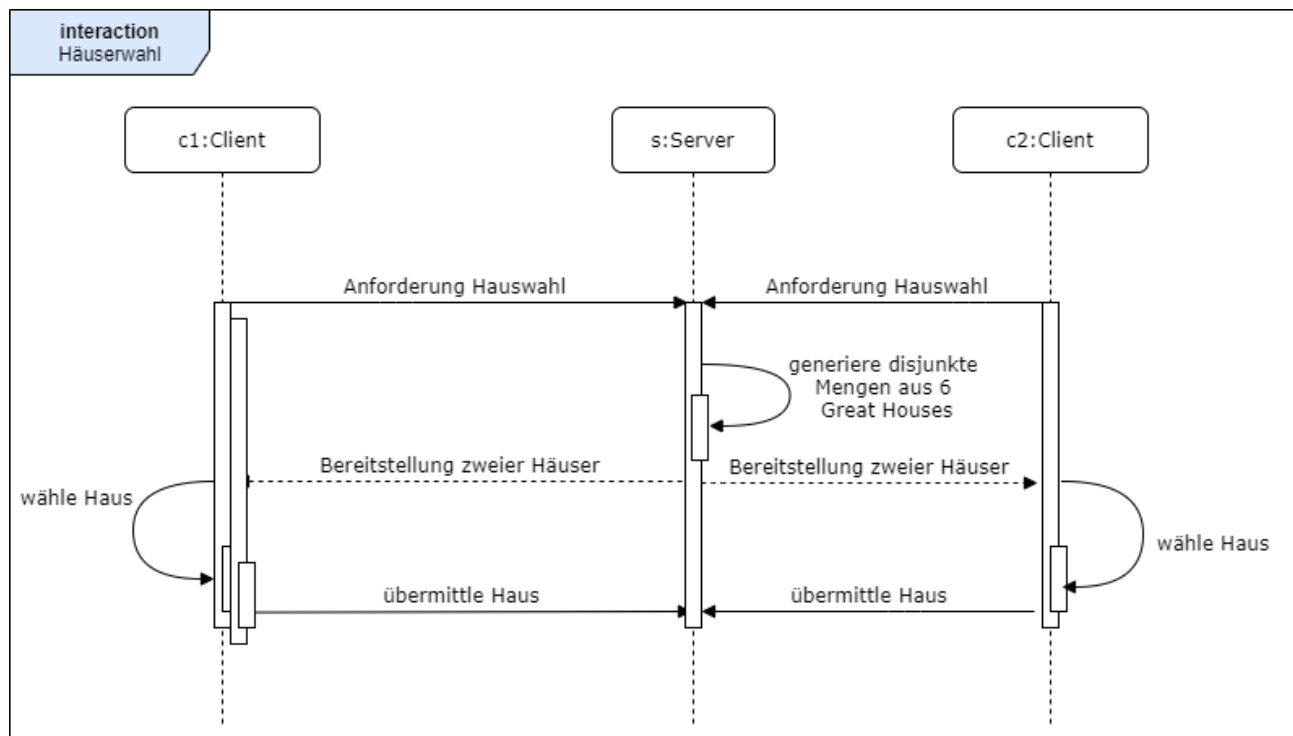 interaction
Häuserwahl
c1:Client
s:Server
c2:Client
Anforderung Hauswahl
Anforderung Hauswahl
generiere disjunkte
Mengen aus 6
Great Houses
Bereitstellung zweier Häuser
Bereitstellung zweier Häuser
wähle Haus
wähle Haus
übermittle Haus
übermittle Haus